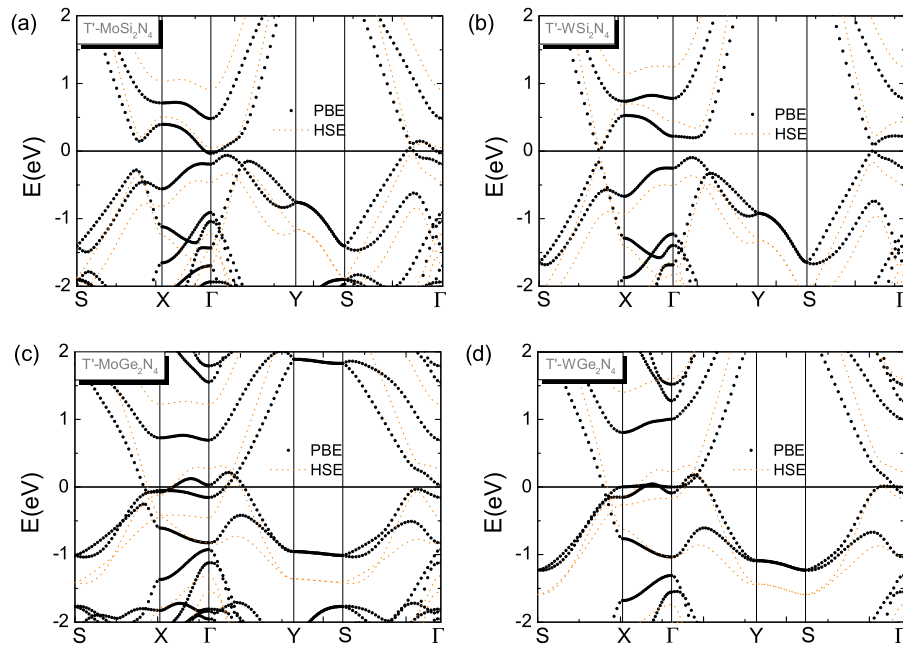 (a)
T'-MoSi₂N₄
PBE
HSE
E(eV)
2
1
0
-1
-2
S X Γ Y S Γ
(b)
T'-WSi₂N₄
PBE
HSE
E(eV)
2
1
0
-1
-2
S X Γ Y S Γ
(c)
T'-MoGe₂N₄
PBE
HSE
E(eV)
2
1
0
-1
-2
S X Γ Y S Γ
(d)
T'-WGe₂N₄
PBE
HSE
E(eV)
2
1
0
-1
-2
S X Γ Y S Γ